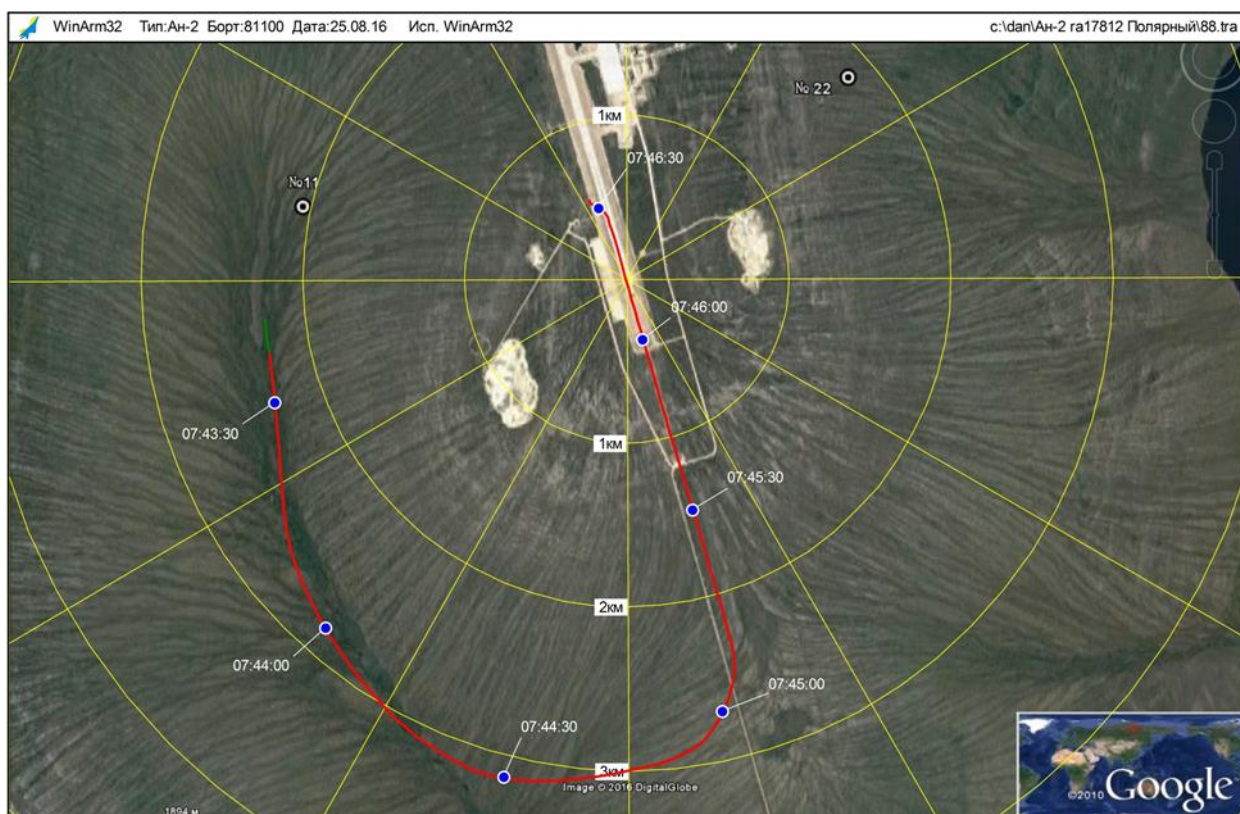 WinArm32 Тип:Ан-2 Борт:81100 Дата:25.08.16 Исп. WinArm32 c:\dan\Ан-2 ra17812 Полярный\88.tra
№ 22
1км
07:46:30
№11
07:46:00
07:43:30
1км
07:45:30
2км
07:44:00
07:45:00
07:44:30
3км
Image © 2016 DigitalGlobe
©2010 Google
1894 м